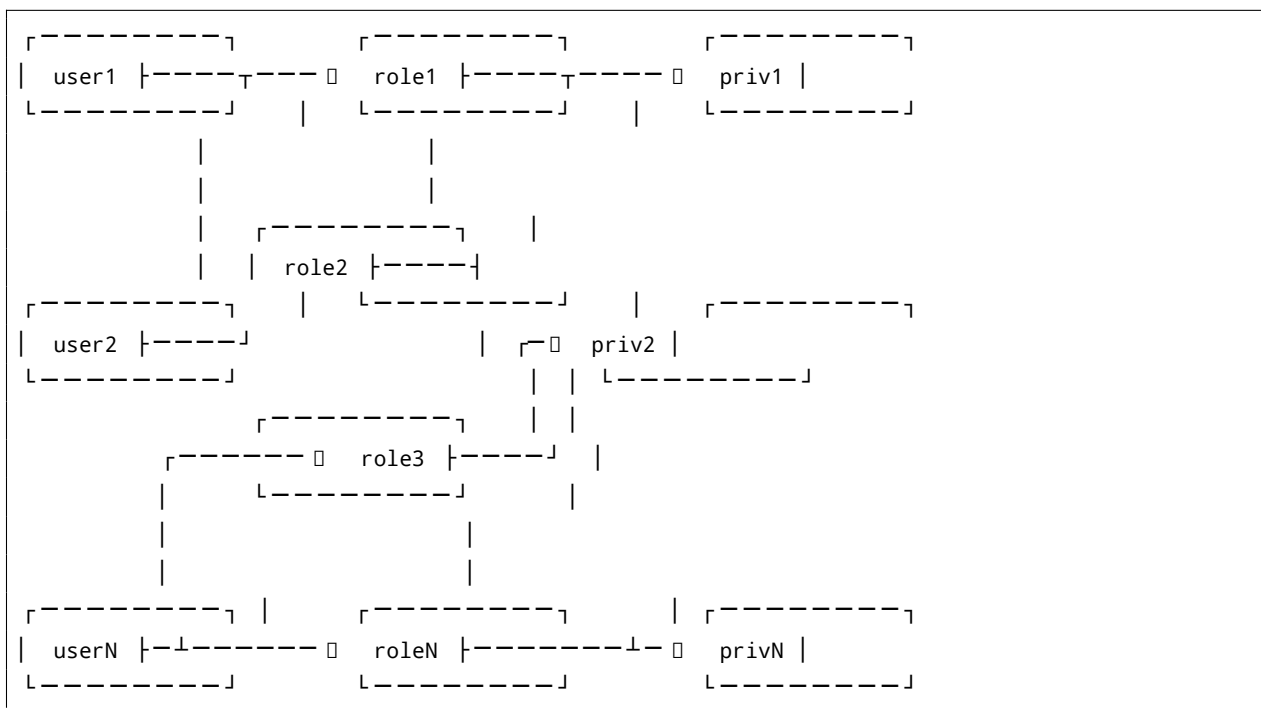 user1 role1 priv1
role2
user2 priv2
role3
userN roleN privN